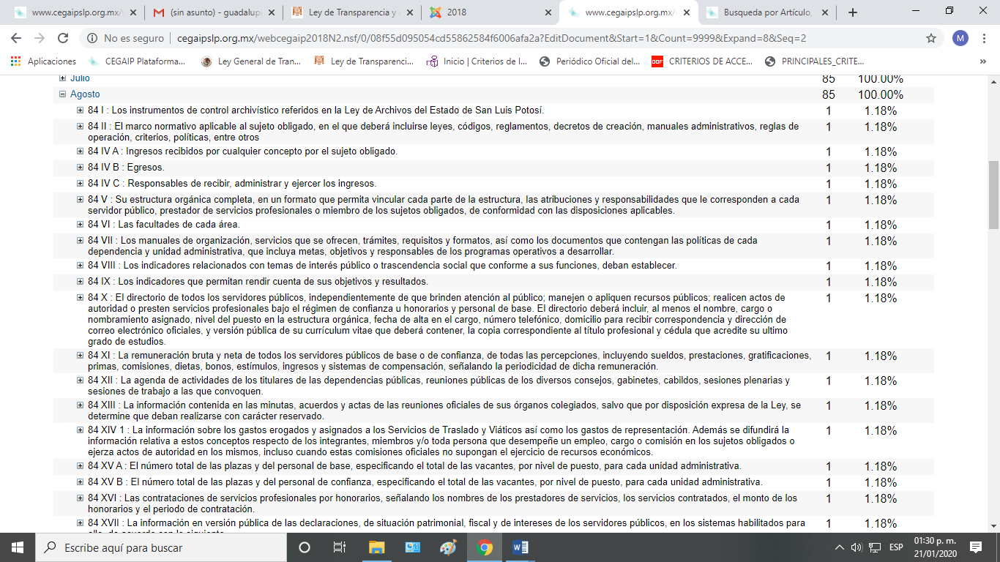 www.cegaipslp.org.mx/
(sin asunto) - guadalup
Ley de Transparencia y
2018
www.cegaipslp.org.mx/
Busqueda por Artículo,
No es seguro | cegaipslp.org.mx/webcegaip2018N2.nsf/0/08f55d095054cd55862584f6006afa2a?EditDocument&Start=1&Count=9999&Expand=8&Seq=2
M
Aplicaciones
CEGAIP Plataforma...
Ley General de Tran...
Ley de Transparenci...
Inicio | Criterios de I...
Periódico Oficial del...
DOF
CRITERIOS DE ACCE...
PRINCIPALES_CRITE...
»
Julio 85 100.00%
Agosto 85 100.00%
84 I : Los instrumentos de control archivístico referidos en la Ley de Archivos del Estado de San Luis Potosí. 1 1.18%
84 II : El marco normativo aplicable al sujeto obligado, en el que deberá incluirse leyes, códigos, reglamentos, decretos de creación, manuales administrativos, reglas de 1 1.18%
operación, criterios, políticas, entre otros
84 IV A : Ingresos recibidos por cualquier concepto por el sujeto obligado. 1 1.18%
84 IV B : Egresos. 1 1.18%
84 IV C : Responsables de recibir, administrar y ejercer los ingresos. 1 1.18%
84 V : Su estructura orgánica completa, en un formato que permita vincular cada parte de la estructura, las atribuciones y responsabilidades que le corresponden a cada 1 1.18%
servidor público, prestador de servicios profesionales o miembro de los sujetos obligados, de conformidad con las disposiciones aplicables.
84 VI : Las facultades de cada área. 1 1.18%
84 VII : Los manuales de organización, servicios que se ofrecen, trámites, requisitos y formatos, así como los documentos que contengan las políticas de cada 1 1.18%
dependencia y unidad administrativa, que incluya metas, objetivos y responsables de los programas operativos a desarrollar.
84 VIII : Los indicadores relacionados con temas de interés público o trascendencia social que conforme a sus funciones, deban establecer. 1 1.18%
84 IX : Los indicadores que permitan rendir cuenta de sus objetivos y resultados. 1 1.18%
84 X : El directorio de todos los servidores públicos, independientemente de que brinden atención al público; manejen o apliquen recursos públicos; realicen actos de 1 1.18%
autoridad o presten servicios profesionales bajo el régimen de confianza u honorarios y personal de base. El directorio deberá incluir, al menos el nombre, cargo o
nombramiento asignado, nivel del puesto en la estructura orgánica, fecha de alta en el cargo, número telefónico, domicilio para recibir correspondencia y dirección de
correo electrónico oficiales, y versión pública de su currículum vitae que deberá contener, la copia correspondiente al título profesional y cédula que acredite su ultimo
grado de estudios.
84 XI : La remuneración bruta y neta de todos los servidores públicos de base o de confianza, de todas las percepciones, incluyendo sueldos, prestaciones, gratificaciones, 1 1.18%
primas, comisiones, dietas, bonos, estímulos, ingresos y sistemas de compensación, señalando la periodicidad de dicha remuneración.
84 XII : La agenda de actividades de los titulares de las dependencias públicas, reuniones públicas de los diversos consejos, gabinetes, cabildos, sesiones plenarias y 1 1.18%
sesiones de trabajo a las que convoquen.
84 XIII : La información contenida en las minutas, acuerdos y actas de las reuniones oficiales de sus órganos colegiados, salvo que por disposición expresa de la Ley, se 1 1.18%
determine que deban realizarse con carácter reservado.
84 XIV 1 : La información sobre los gastos erogados y asignados a los Servicios de Traslado y Viáticos así como los gastos de representación. Además se difundirá la 1 1.18%
información relativa a estos conceptos respecto de los integrantes, miembros y/o toda persona que desempeñe un empleo, cargo o comisión en los sujetos obligados o
ejerza actos de autoridad en los mismos, incluso cuando estas comisiones oficiales no supongan el ejercicio de recursos económicos.
84 XV A : El número total de las plazas y del personal de base, especificando el total de las vacantes, por nivel de puesto, para cada unidad administrativa. 1 1.18%
84 XV B : El número total de las plazas y del personal de confianza, especificando el total de las vacantes, por nivel de puesto, para cada unidad administrativa. 1 1.18%
84 XVI : Las contrataciones de servicios profesionales por honorarios, señalando los nombres de los prestadores de servicios, los servicios contratados, el monto de los 1 1.18%
honorarios y el periodo de contratación.
84 XVII : La información en versión pública de las declaraciones, de situación patrimonial, fiscal y de intereses de los servidores públicos, en los sistemas habilitados para 1 1.18%
ello, de acuerdo con lo siguiente
Escribe aquí para buscar
ESP
01:30 p. m.
21/01/2020